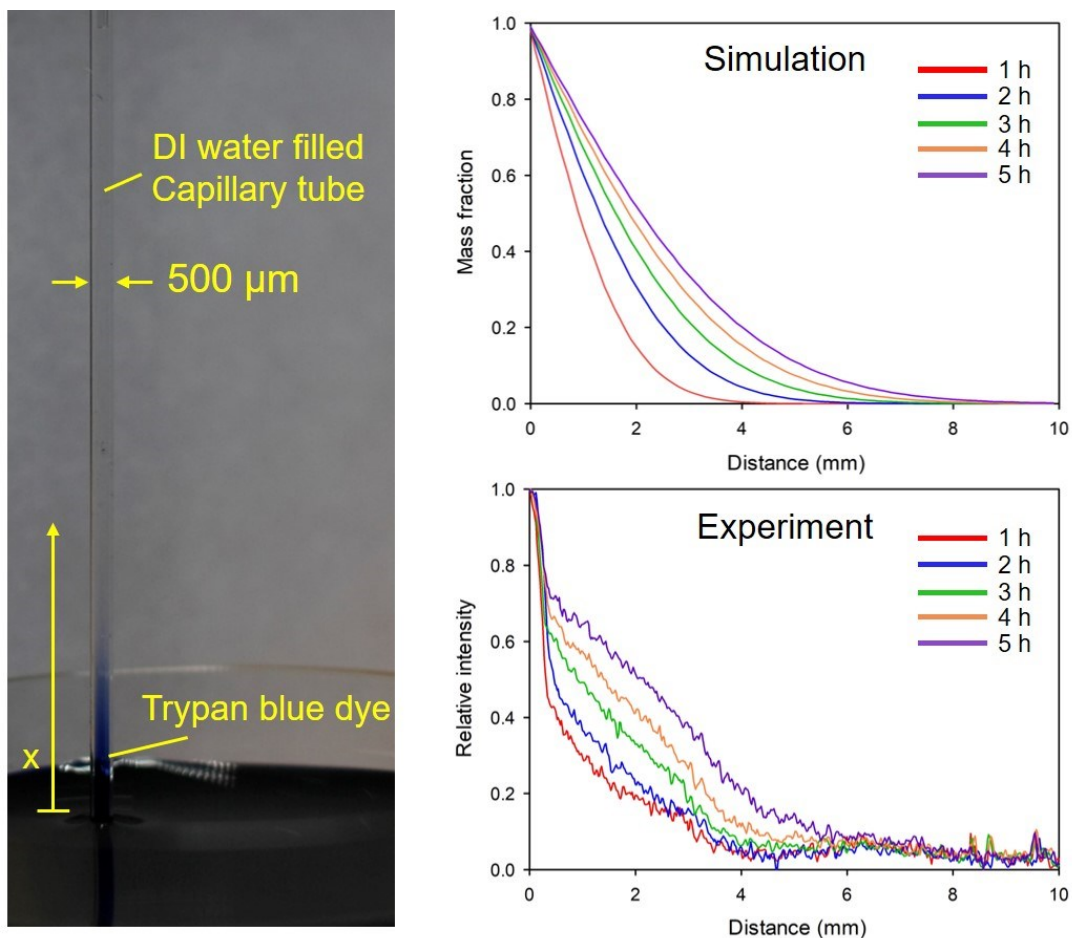 DI water filled
Capillary tube
500 µm
Trypan blue dye
x
Simulation
1 h
2 h
3 h
4 h
5 h
Mass fraction
1.0
0.8
0.6
0.4
0.2
0.0
0 2 4 6 8 10
Distance (mm)
Experiment
1 h
2 h
3 h
4 h
5 h
Relative intensity
1.0
0.8
0.6
0.4
0.2
0.0
0 2 4 6 8 10
Distance (mm)